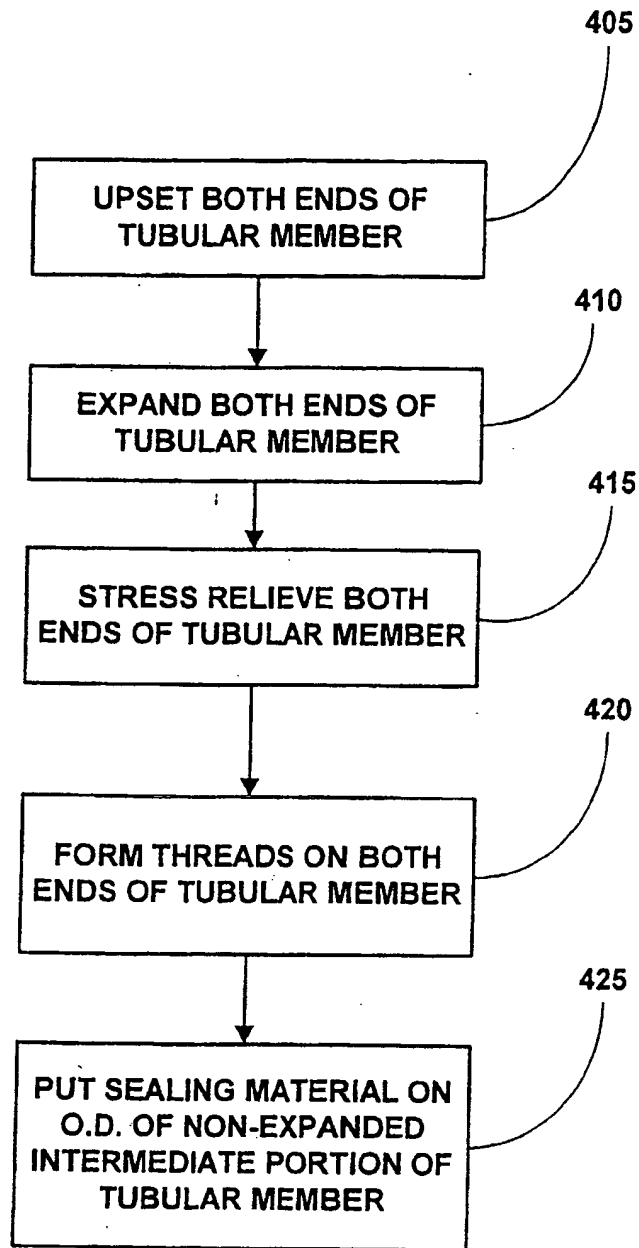 405
UPSET BOTH ENDS OF
TUBULAR MEMBER
410
EXPAND BOTH ENDS OF
TUBULAR MEMBER
415
STRESS RELIEVE BOTH
ENDS OF TUBULAR MEMBER
420
FORM THREADS ON BOTH
ENDS OF TUBULAR MEMBER
425
PUT SEALING MATERIAL ON
O.D. OF NON-EXPANDED
INTERMEDIATE PORTION OF
TUBULAR MEMBER